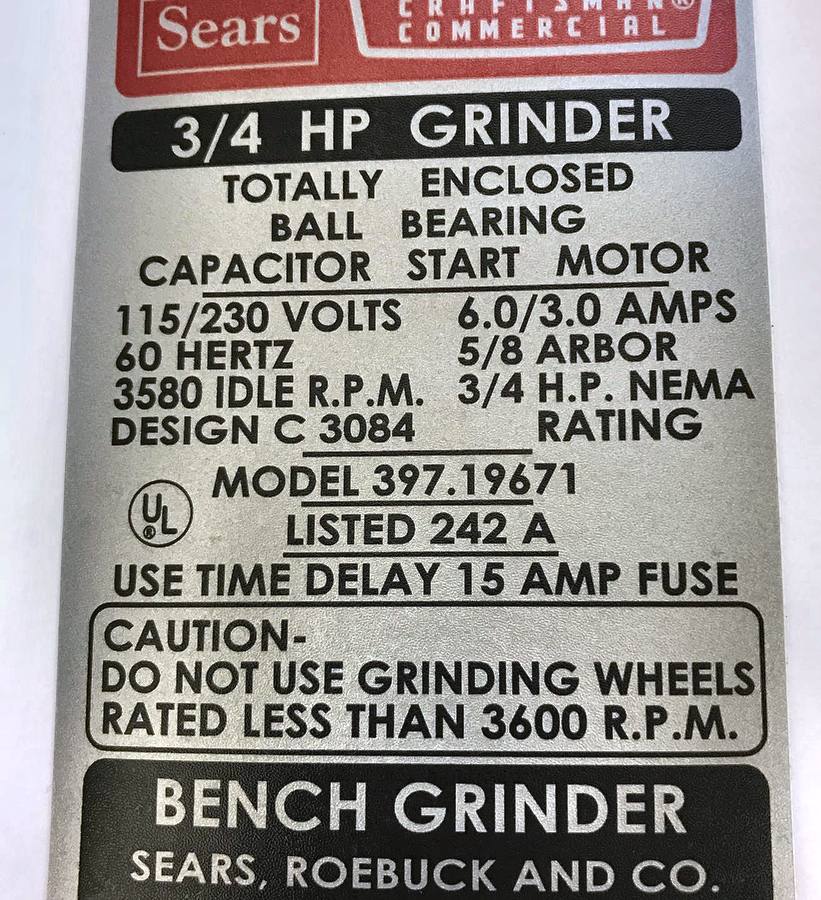 Sears
CRAFTSMAN®
COMMERCIAL
3/4 HP GRINDER
TOTALLY ENCLOSED
BALL BEARING
CAPACITOR START MOTOR
115/230 VOLTS 6.0/3.0 AMPS
60 HERTZ 5/8 ARBOR
3580 IDLE R.P.M. 3/4 H.P. NEMA
DESIGN C 3084 RATING
MODEL 397.19671
UL®
LISTED 242 A
USE TIME DELAY 15 AMP FUSE
CAUTION-
DO NOT USE GRINDING WHEELS
RATED LESS THAN 3600 R.P.M.
BENCH GRINDER
SEARS, ROEBUCK AND CO.